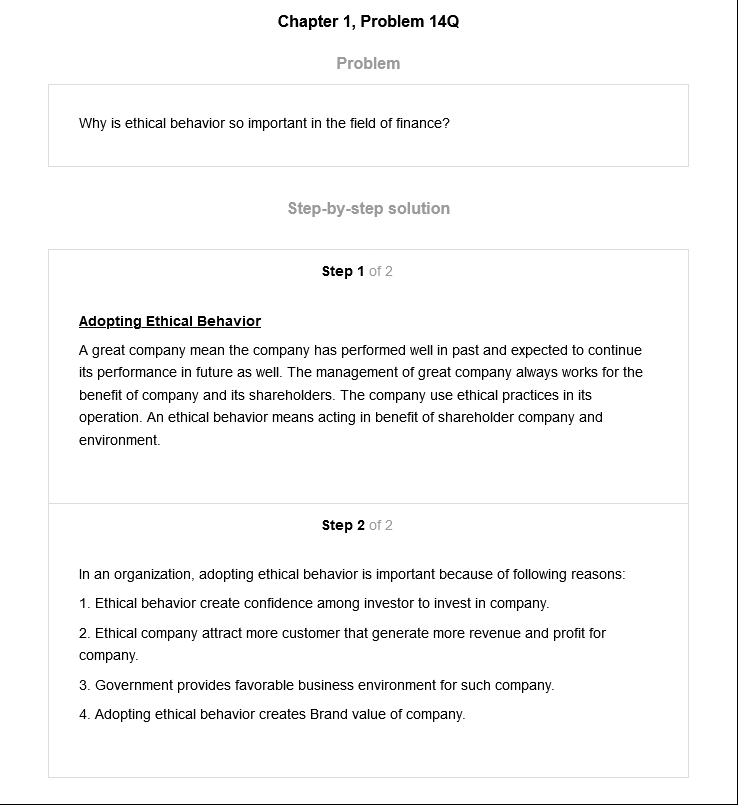 Chapter 1, Problem 14Q
Problem
Why is ethical behavior so important in the field of finance?
Step-by-step solution
Step 1 of 2
Adopting Ethical Behavior
A great company mean the company has performed well in past and expected to continue
its performance in future as well. The management of great company always works for the
benefit of company and its shareholders. The company use ethical practices in its
operation. An ethical behavior means acting in benefit of shareholder company and
environment.
Step 2 of 2
In an organization, adopting ethical behavior is important because of following reasons:
1. Ethical behavior create confidence among investor to invest in company.
2. Ethical company attract more customer that generate more revenue and profit for
company.
3. Government provides favorable business environment for such company.
4. Adopting ethical behavior creates Brand value of company.